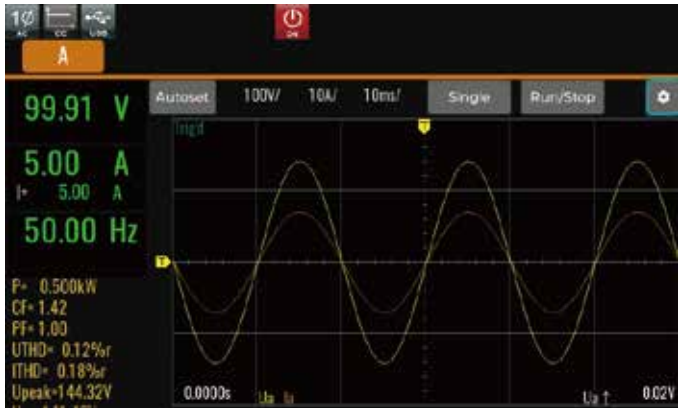 1Ø
AC
CC
USB
ON
A
99.91 V
Autoset 100V/ 10A/ 10ms/ Single Run/Stop
Trig'd
T
5.00 A
I= 5.00 A
50.00 Hz
T
P= 0.500kW
CF= 1.42
PF= 1.00
UTHD= 0.12%r
ITHD= 0.18%r
Upeak=144.32V
0.0000s Ua Ia Ua↑ 0.02V